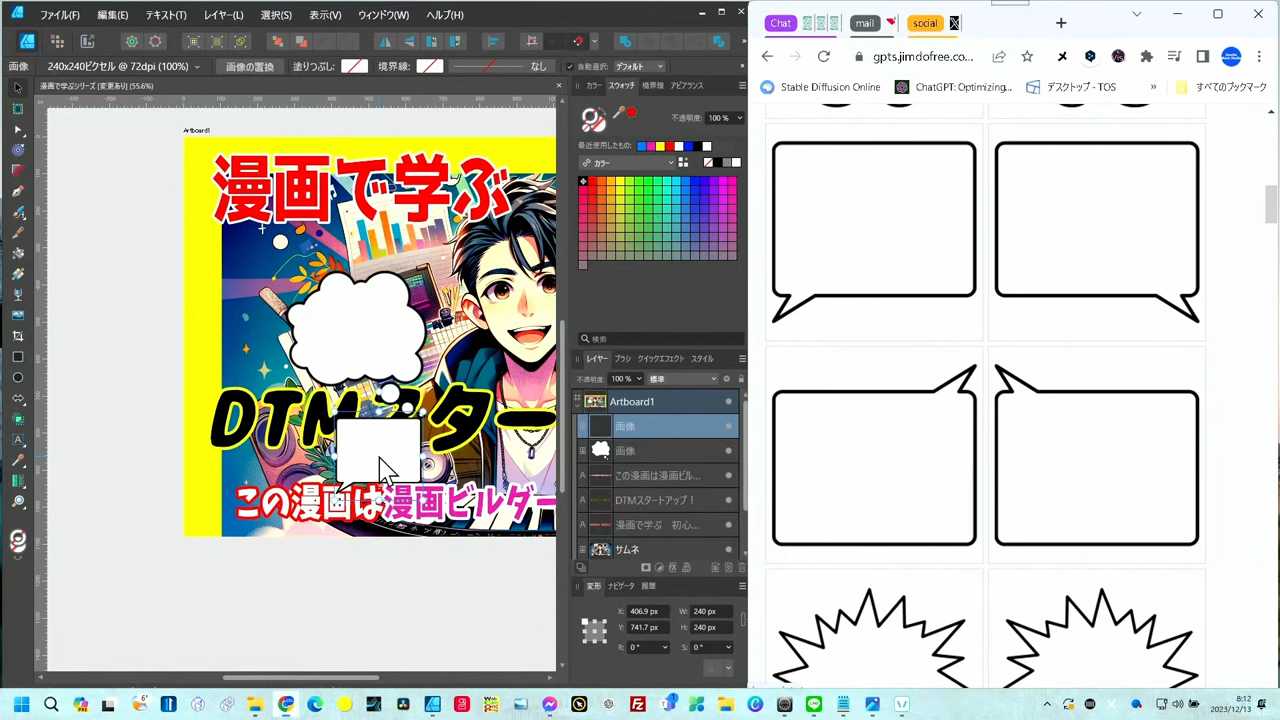 ファイル(F) 編集(E) テキスト(T) レイヤー(L) 選択(S) 表示(V) ウィンドウ(W) ヘルプ(H)
画像 240x240ピクセル @ 72dpi (100%) 画像の置換 塗りつぶし: 境界線: なし 自動選択: デフォルト
漫画で学ぶシリーズ [変更あり] (55.6%)
Artboard1
漫画で学ぶ
DTMスター
この漫画は漫画ビルダー
カラー スウォッチ 境界線 アピアランス
不透明度: 100 %
最近使用したもの:
カラー
検索
レイヤー ブラシ クイックエフェクト スタイル
不透明度: 100 % 標準
Artboard1
画像
画像
この漫画は漫画ビル...
DTMスタートアップ！
漫画で学ぶ 初心...
サムネ
変形 ナビゲータ 履歴
X: 406.9 px W: 240 px
Y: 741.7 px H: 240 px
R: 0 ° S: 0 °
Chat mail social
gpts.jimdofree.co...
Stable Diffusion Online ChatGPT: Optimizing,... デスクトップ - TOS » すべてのブックマーク
8:12
2023/12/13